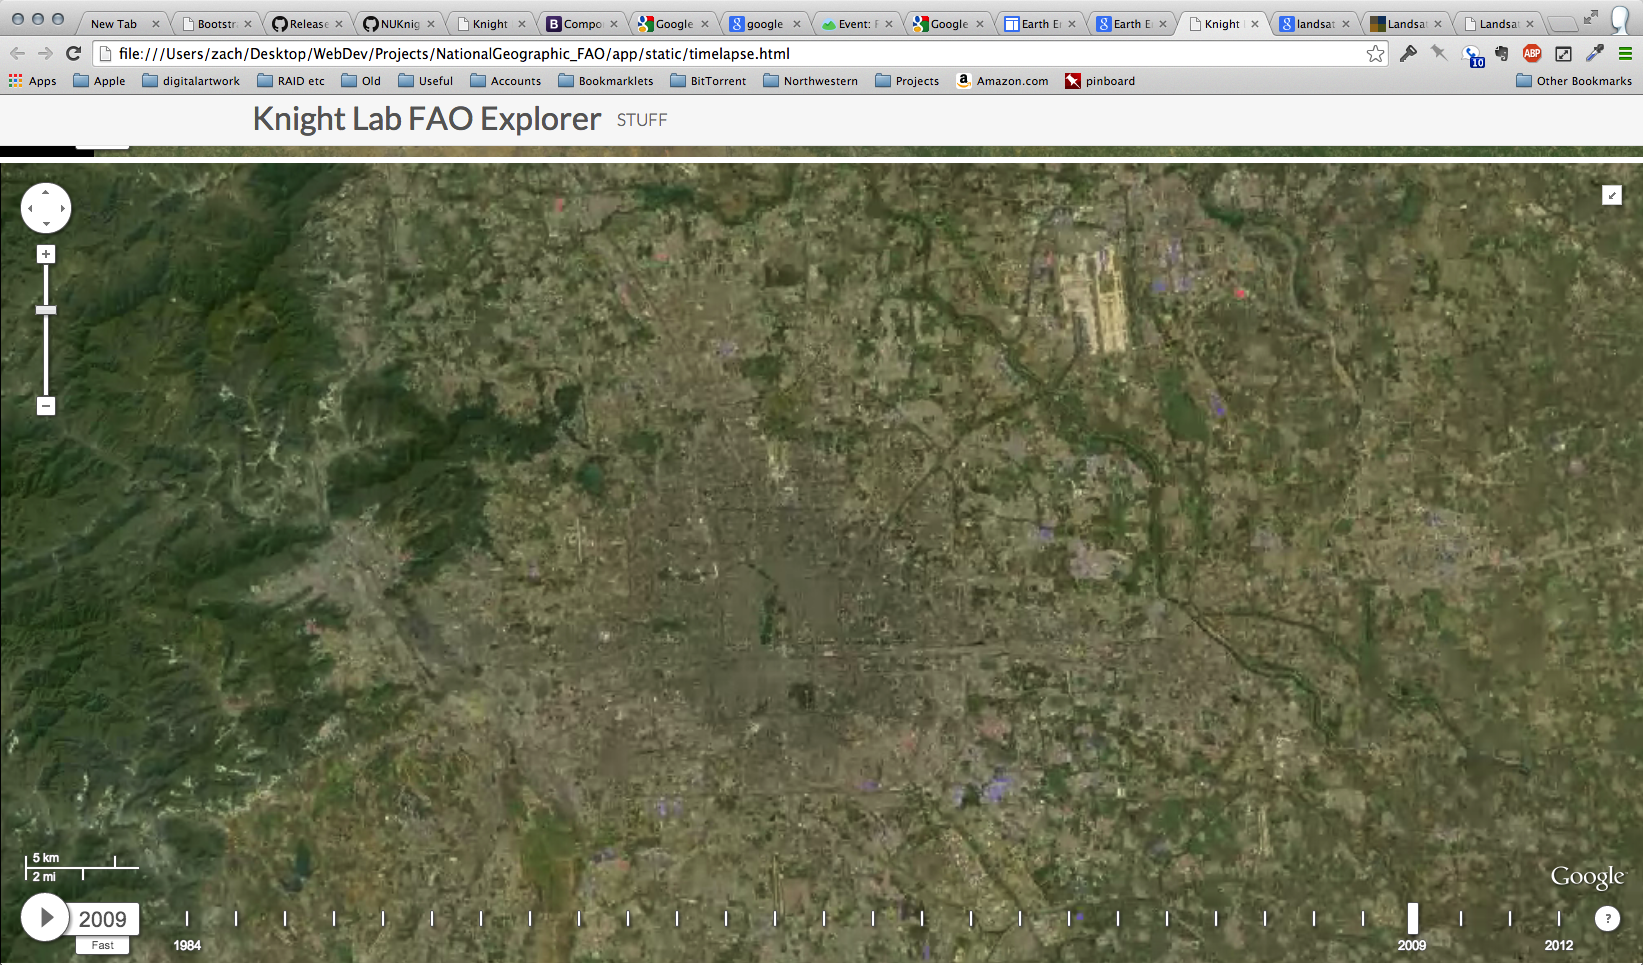 New Tab
Bootstr
Release
NUKnig
Knight
B Compo
Google
google
Event: F
Google
Earth E
Earth E
Knight
landsat
Landsat
Landsat
file:///Users/zach/Desktop/WebDev/Projects/NationalGeographic_FAO/app/static/timelapse.html
10
ABP
Apps Apple digitalartwork RAID etc Old Useful Accounts Bookmarklets BitTorrent Northwestern Projects Amazon.com pinboard Other Bookmarks
Knight Lab FAO Explorer STUFF
5 km
2 mi
Google
2009
Fast
1984
2009
2012
?